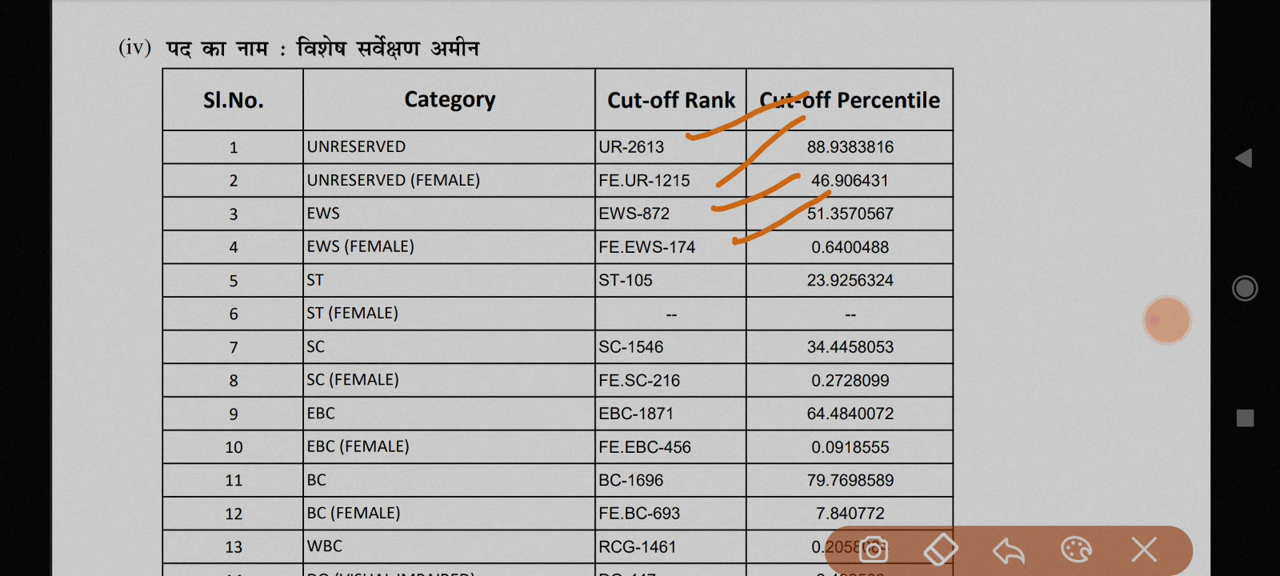 (iv) पद का नाम : विशेष सर्वेक्षण अमीन
Sl.No. Category Cut-off Rank Cut-off Percentile
1 UNRESERVED UR-2613 88.9383816
2 UNRESERVED (FEMALE) FE.UR-1215 46.906431
3 EWS EWS-872 51.3570567
4 EWS (FEMALE) FE.EWS-174 0.6400488
5 ST ST-105 23.9256324
6 ST (FEMALE) -- --
7 SC SC-1546 34.4458053
8 SC (FEMALE) FE.SC-216 0.2728099
9 EBC EBC-1871 64.4840072
10 EBC (FEMALE) FE.EBC-456 0.0918555
11 BC BC-1696 79.7698589
12 BC (FEMALE) FE.BC-693 7.840772
13 WBC RCG-1461